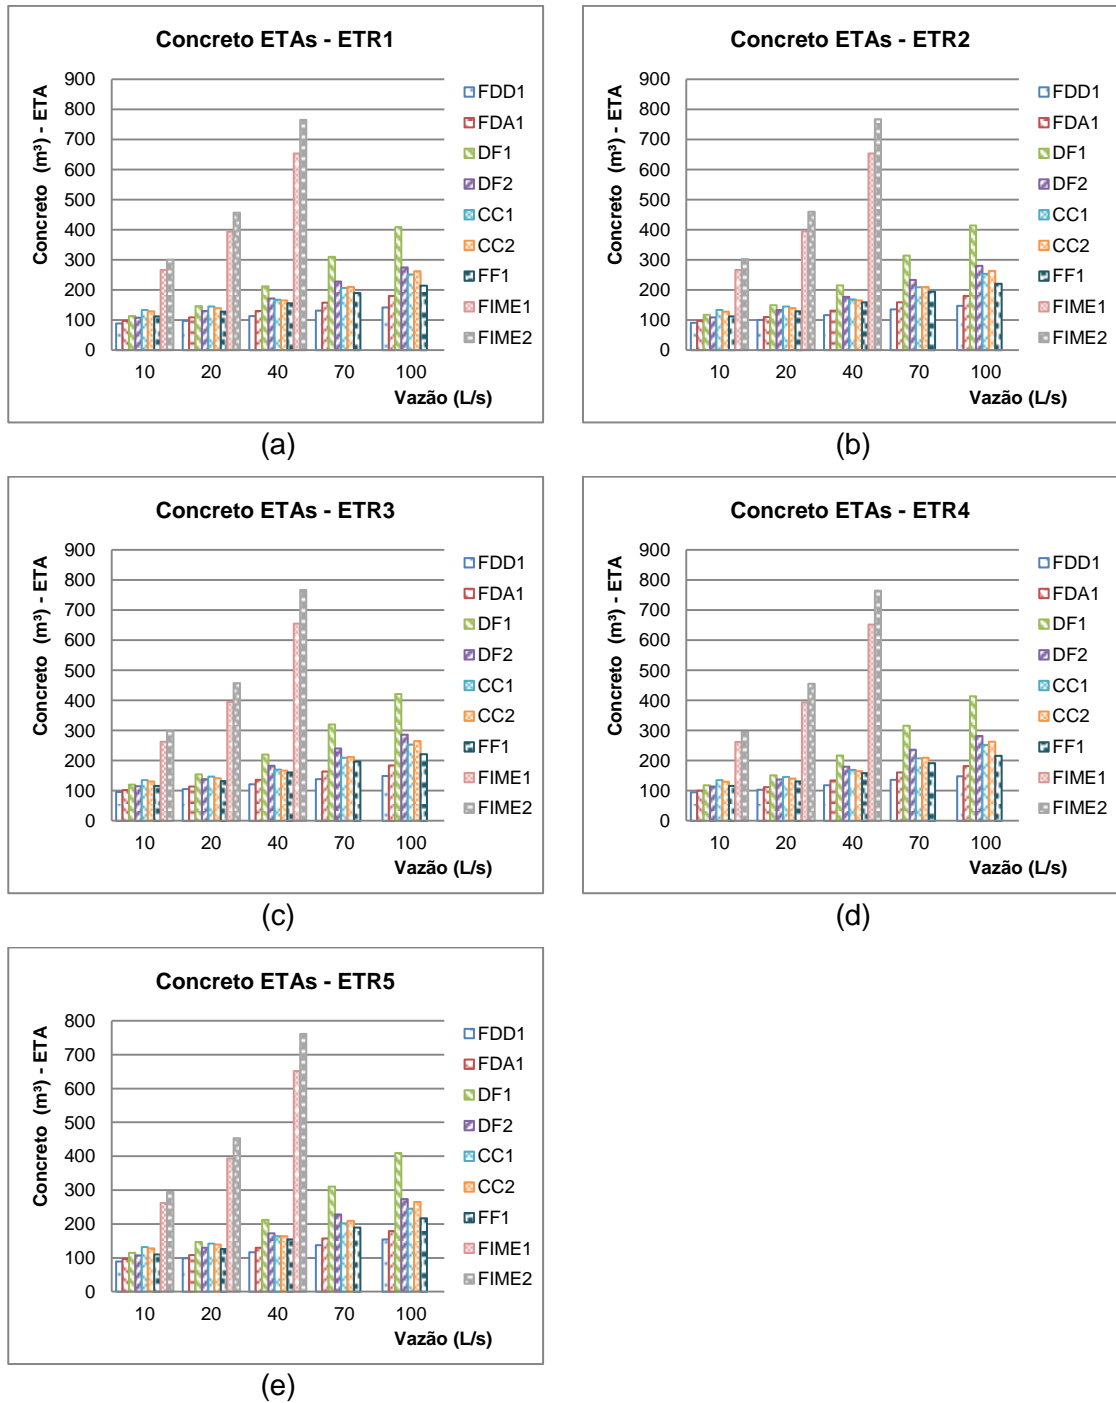 Concreto ETAs - ETR1
Concreto (m³) - ETA
900
800
700
600
500
400
300
200
100
0
10 20 40 70 100
Vazão (L/s)
FDD1
FDA1
DF1
DF2
CC1
CC2
FF1
FIME1
FIME2
(a)
Concreto ETAs - ETR2
Concreto (m³) - ETA
900
800
700
600
500
400
300
200
100
0
10 20 40 70 100
Vazão (L/s)
FDD1
FDA1
DF1
DF2
CC1
CC2
FF1
FIME1
FIME2
(b)
Concreto ETAs - ETR3
Concreto (m³) - ETA
900
800
700
600
500
400
300
200
100
0
10 20 40 70 100
Vazão (L/s)
FDD1
FDA1
DF1
DF2
CC1
CC2
FF1
FIME1
FIME2
(c)
Concreto ETAs - ETR4
Concreto (m³) - ETA
900
800
700
600
500
400
300
200
100
0
10 20 40 70 100
Vazão (L/s)
FDD1
FDA1
DF1
DF2
CC1
CC2
FF1
FIME1
FIME2
(d)
Concreto ETAs - ETR5
Concreto (m³) - ETA
800
700
600
500
400
300
200
100
0
10 20 40 70 100
Vazão (L/s)
FDD1
FDA1
DF1
DF2
CC1
CC2
FF1
FIME1
FIME2
(e)